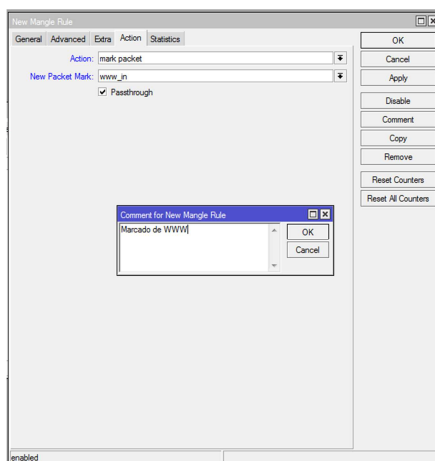 New Mangle Rule
General Advanced Extra Action Statistics
Action: mark packet
New Packet Mark: www_in
Passthrough
OK
Cancel
Apply
Disable
Comment
Copy
Remove
Reset Counters
Reset All Counters
Comment for New Mangle Rule
Marcado de WWW
OK
Cancel
enabled